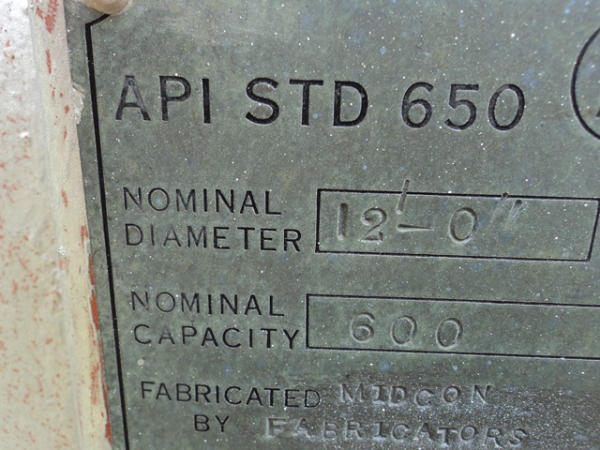 API STD 650
NOMINAL
DIAMETER 12'-0"
NOMINAL
CAPACITY 600
FABRICATED MIDCON
BY FABRICATORS